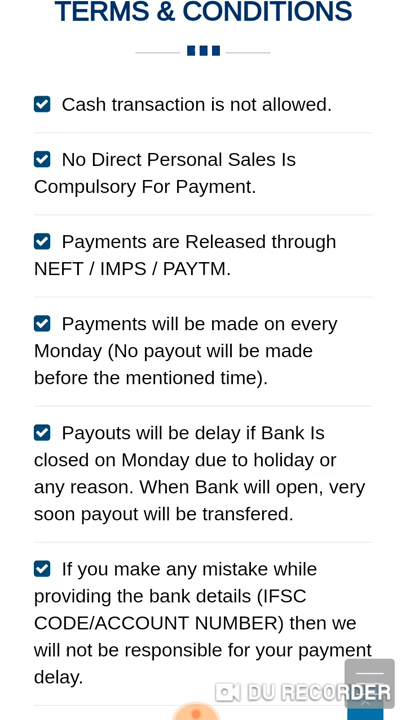 TERMS & CONDITIONS
Cash transaction is not allowed.
No Direct Personal Sales Is
Compulsory For Payment.
Payments are Released through
NEFT / IMPS / PAYTM.
Payments will be made on every
Monday (No payout will be made
before the mentioned time).
Payouts will be delay if Bank Is
closed on Monday due to holiday or
any reason. When Bank will open, very
soon payout will be transfered.
If you make any mistake while
providing the bank details (IFSC
CODE/ACCOUNT NUMBER) then we
will not be responsible for your payment
delay.
DU RECORDER